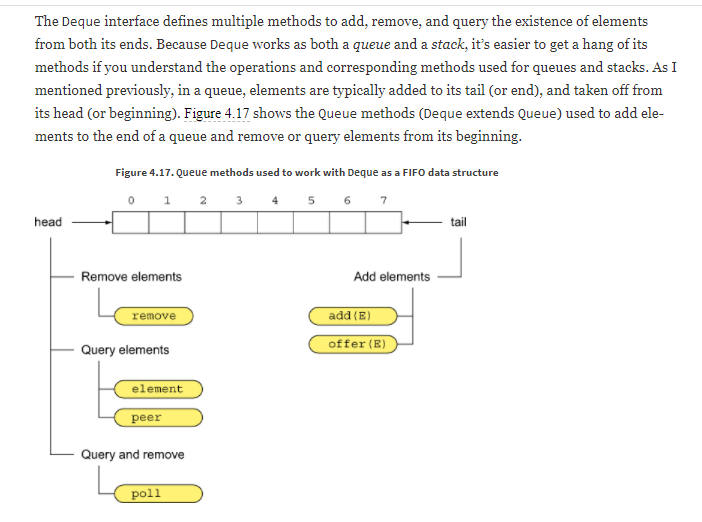 The Deque interface defines multiple methods to add, remove, and query the existence of elements
from both its ends. Because Deque works as both a queue and a stack, it's easier to get a hang of its
methods if you understand the operations and corresponding methods used for queues and stacks. As I
mentioned previously, in a queue, elements are typically added to its tail (or end), and taken off from
its head (or beginning). Figure 4.17 shows the Queue methods (Deque extends Queue) used to add ele-
ments to the end of a queue and remove or query elements from its beginning.
Figure 4.17. Queue methods used to work with Deque as a FIFO data structure
0 1 2 3 4 5 6 7
head tail
Remove elements Add elements
remove add(E)
offer(E)
Query elements
element
peer
Query and remove
poll